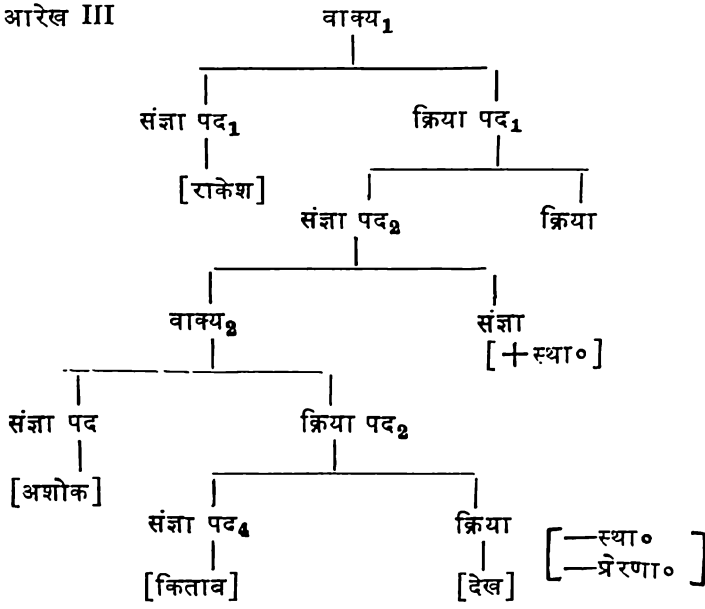 आरेख III वाक्य₁
संज्ञा पद₁ क्रिया पद₁
[राकेश]
संज्ञा पद₂ क्रिया
वाक्य₂ संज्ञा
[+स्था०]
संज्ञा पद क्रिया पद₂
[अशोक]
संज्ञा पद₄ क्रिया [—स्था०
[किताब] [देख] —प्रेरणा०]